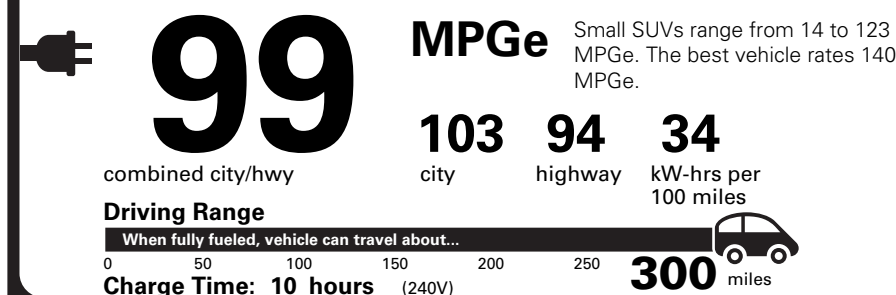 99
MPGe
Small SUVs range from 14 to 123
MPGe. The best vehicle rates 140
MPGe.
combined city/hwy
103
city
94
highway
34
kW-hrs per
100 miles
Driving Range
When fully fueled, vehicle can travel about...
0 50 100 150 200 250 300 miles
Charge Time: 10 hours (240V)